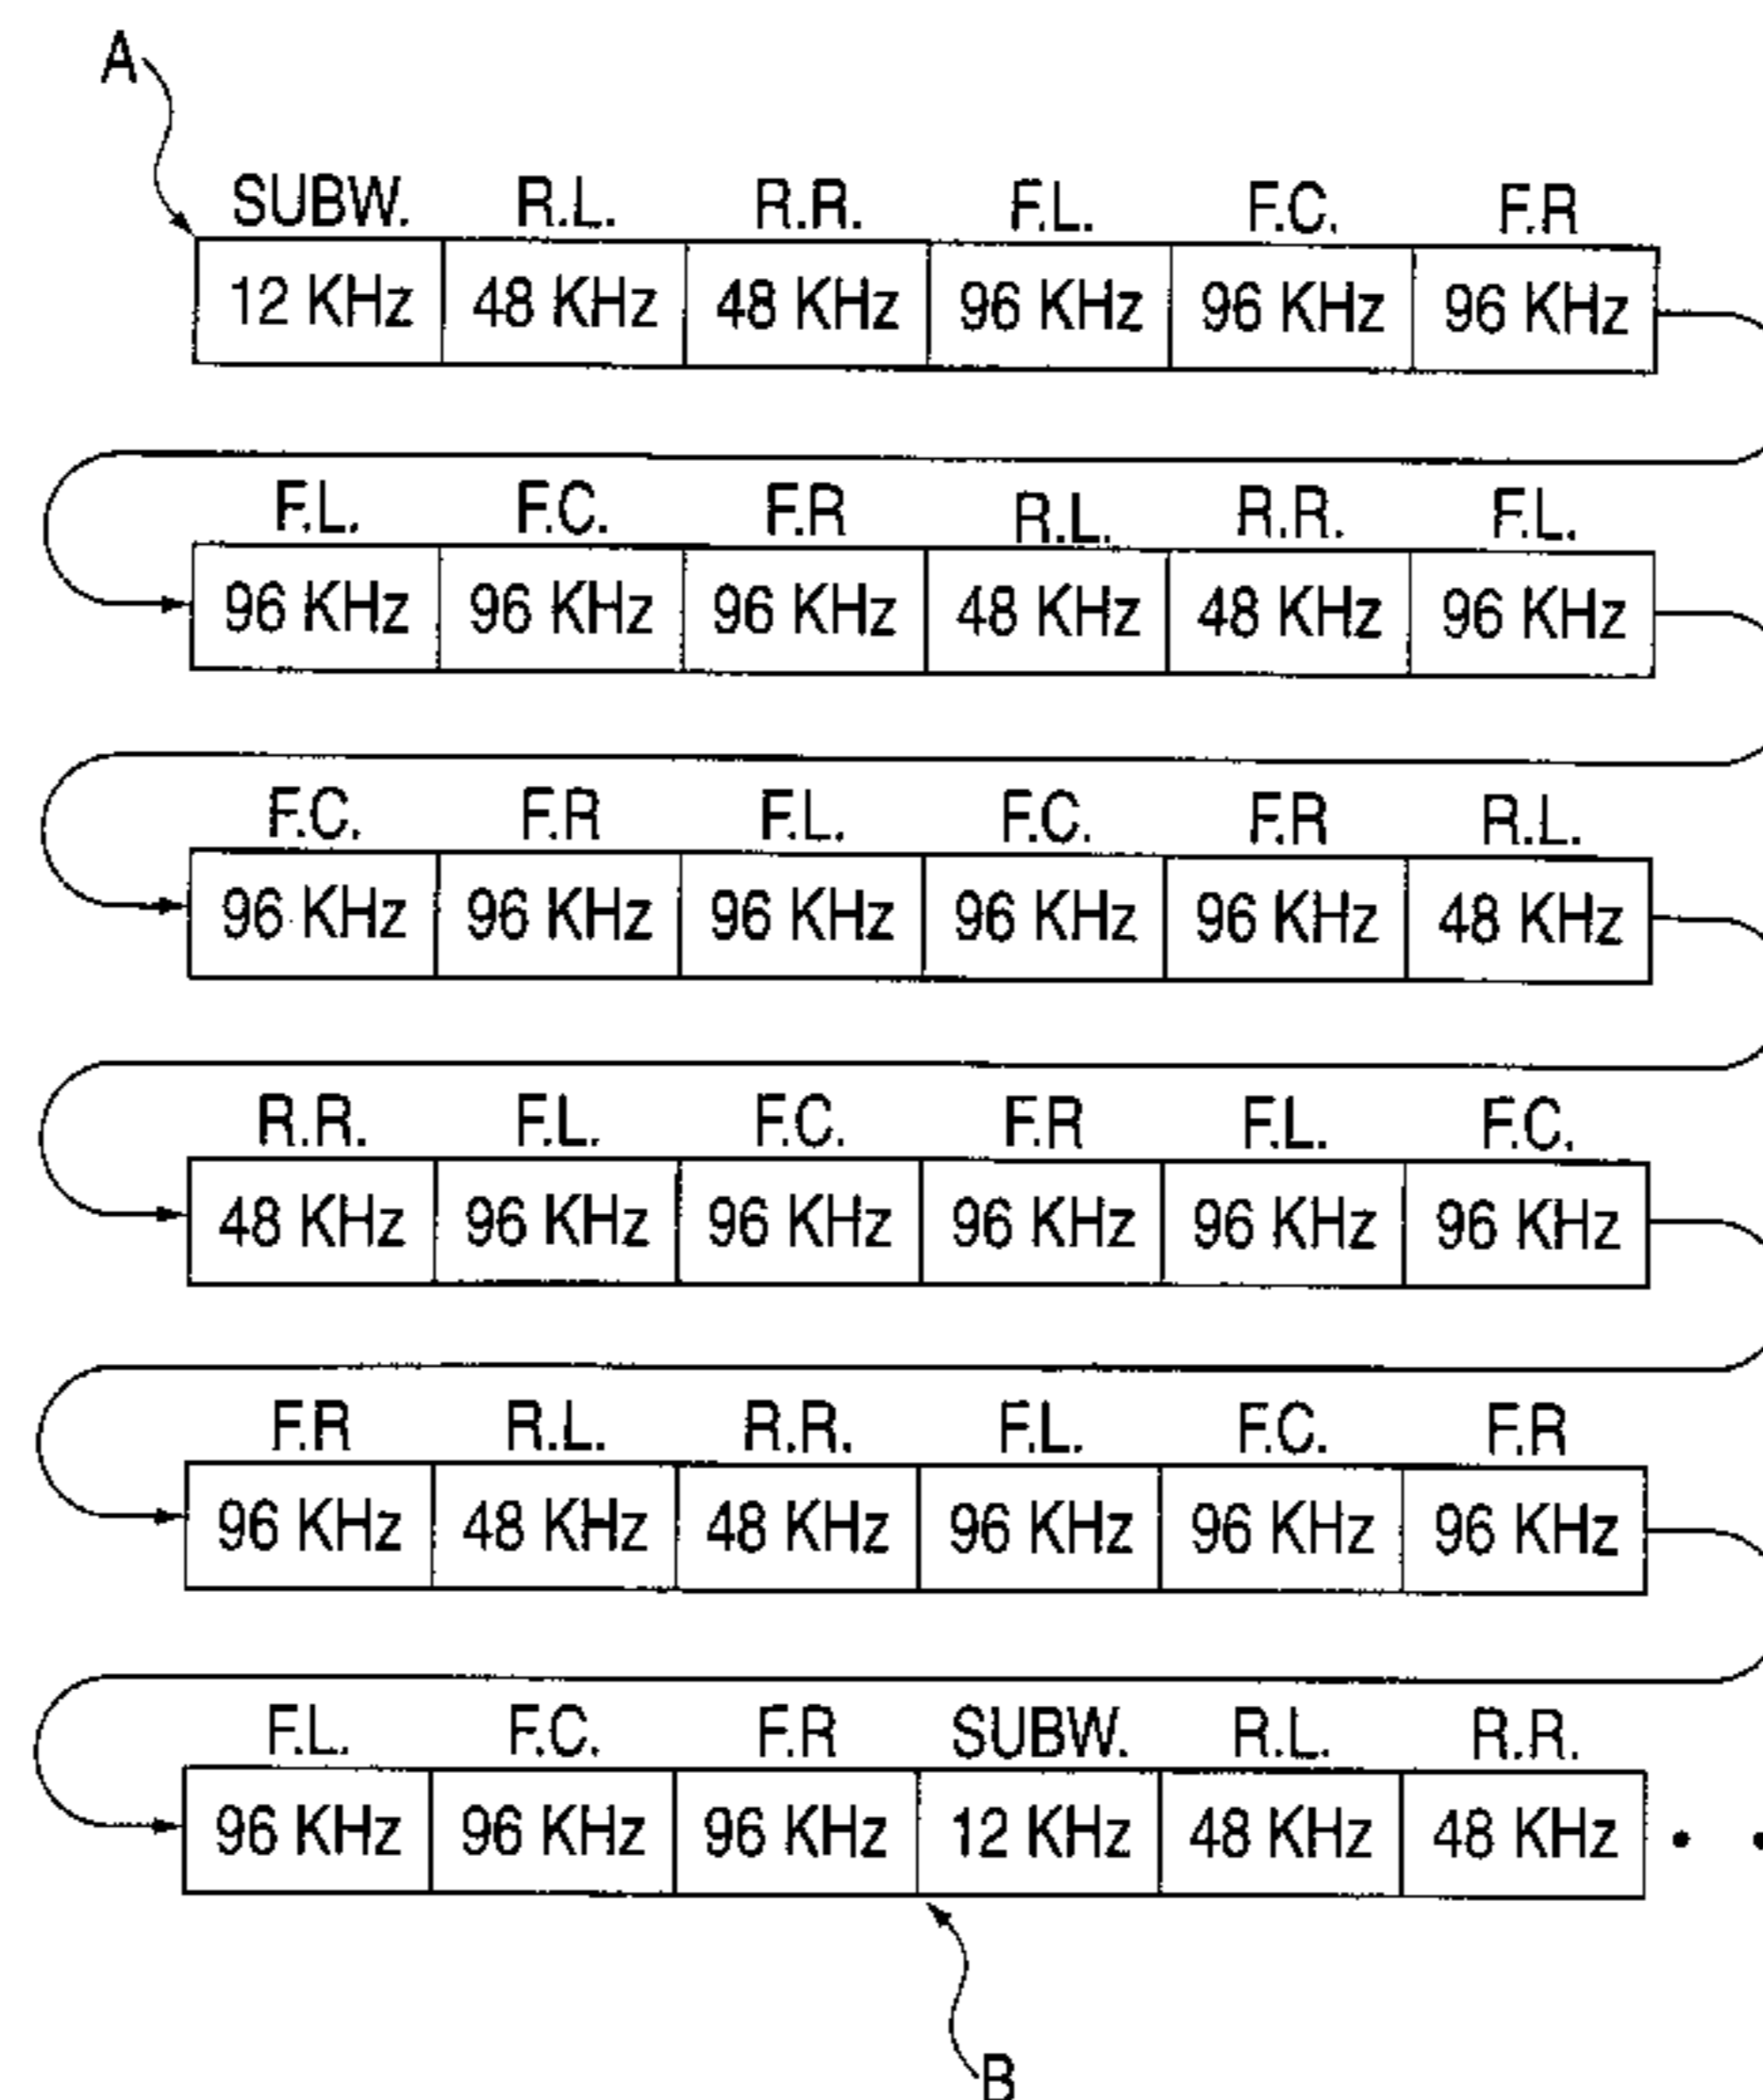 A
SUBW. R.L. R.R. F.L. F.C. F.R
12 KHz 48 KHz 48 KHz 96 KHz 96 KHz 96 KHz
F.L. F.C. F.R R.L. R.R. F.L.
96 KHz 96 KHz 96 KHz 48 KHz 48 KHz 96 KHz
F.C. F.R F.L. F.C. F.R R.L.
96 KHz 96 KHz 96 KHz 96 KHz 96 KHz 48 KHz
R.R. F.L. F.C. F.R F.L. F.C.
48 KHz 96 KHz 96 KHz 96 KHz 96 KHz 96 KHz
F.R R.L. R.R. F.L. F.C. F.R
96 KHz 48 KHz 48 KHz 96 KHz 96 KHz 96 KHz
F.L. F.C. F.R SUBW. R.L. R.R.
96 KHz 96 KHz 96 KHz 12 KHz 48 KHz 48 KHz • •
B